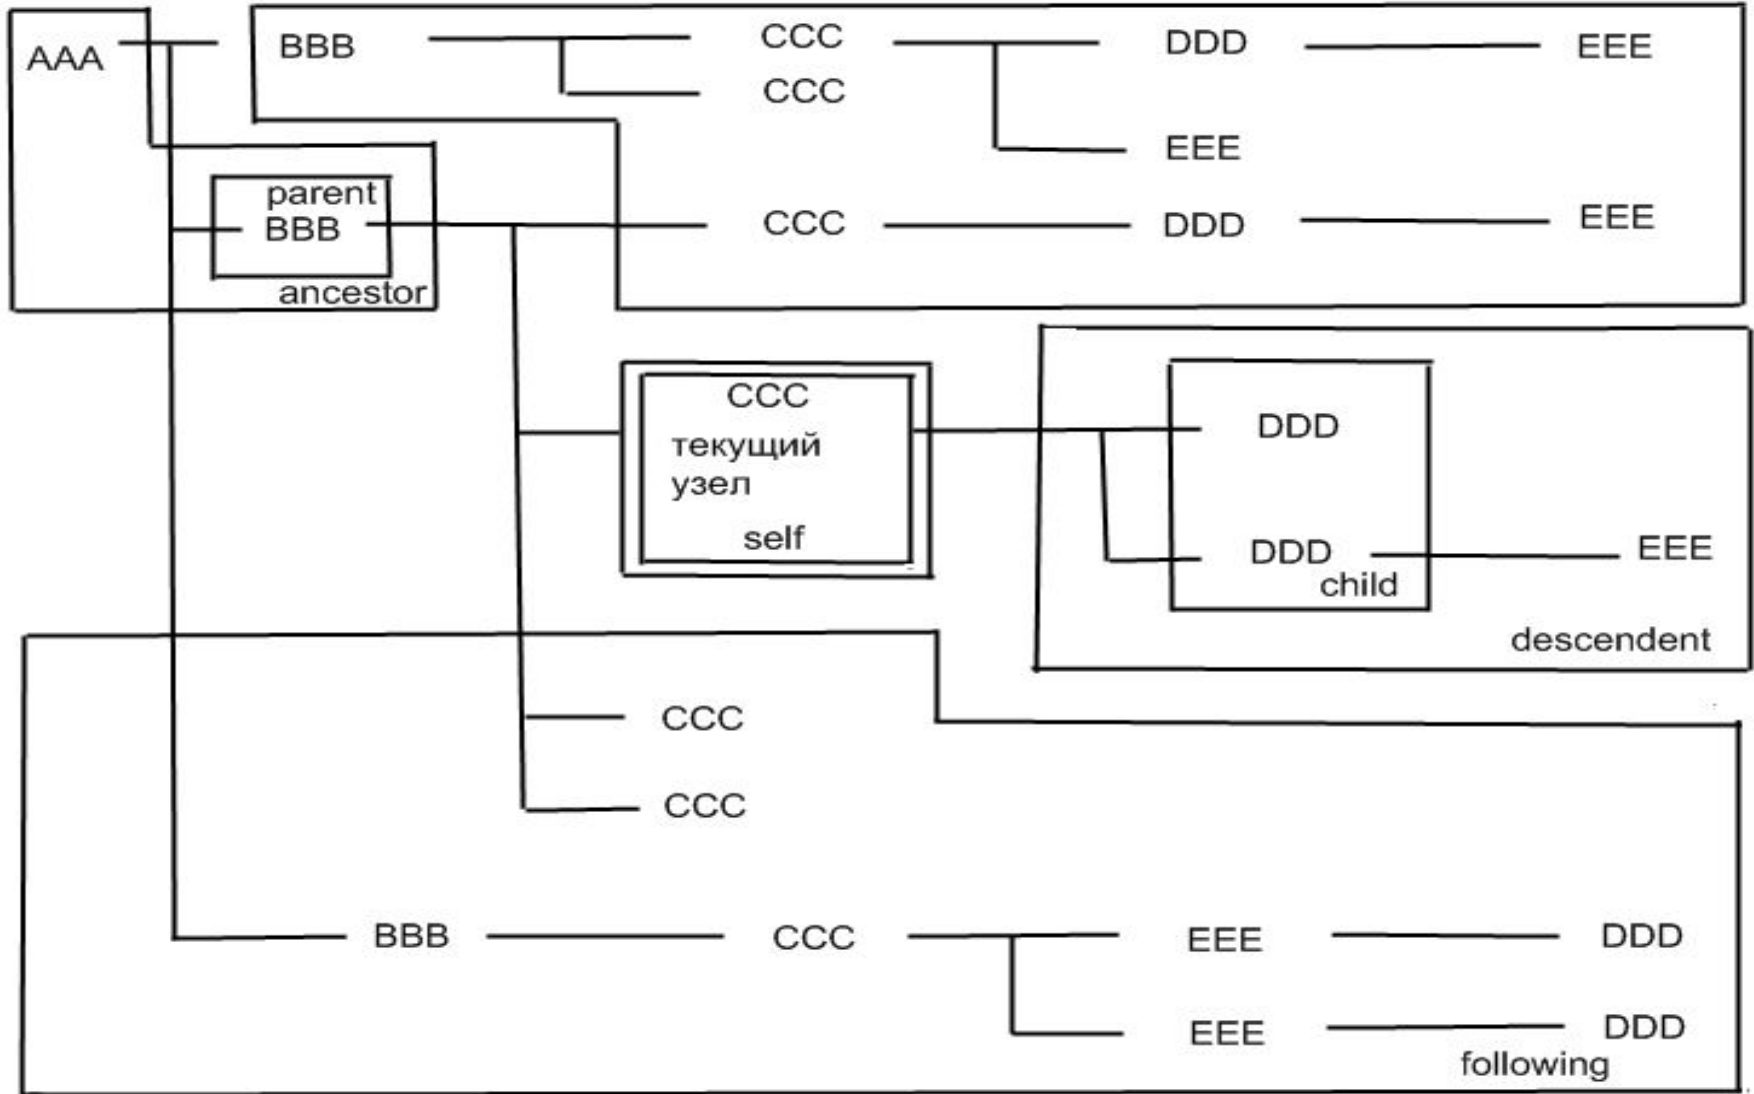 AAA BBB CCC DDD EEE
CCC
EEE
parent
BBB CCC DDD EEE
ancestor
CCC
текущий
узел
self
DDD
DDD EEE
child
descendent
CCC
CCC
BBB CCC EEE DDD
EEE DDD
following